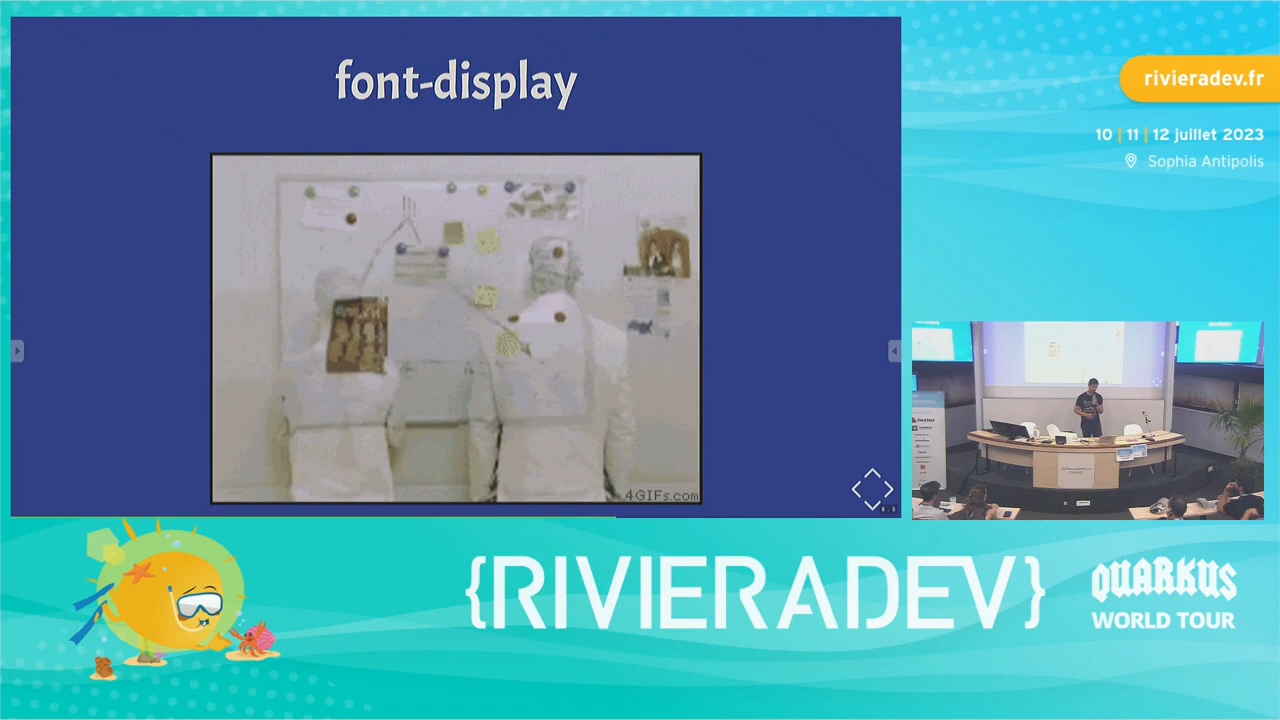 font-display
4GIFs.com
rivieradev.fr
10 | 11 | 12 juillet 2023
Sophia Antipolis
{RIVIERADEV}
QUARKUS
WORLD TOUR